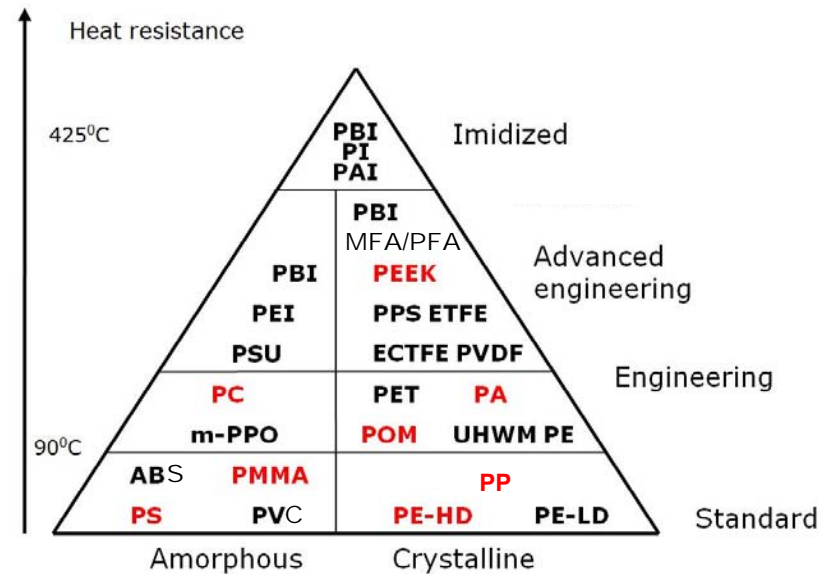 Heat resistance
425⁰C
PBI
PI
PAI
Imidized
PBI
MFA/PFA
PBI PEEK
PEI PPS ETFE
PSU ECTFE PVDF
Advanced
engineering
PC PET PA
m-PPO POM UHWM PE
Engineering
90⁰C
ABS PMMA PP
PS PVC PE-HD PE-LD
Standard
Amorphous Crystalline